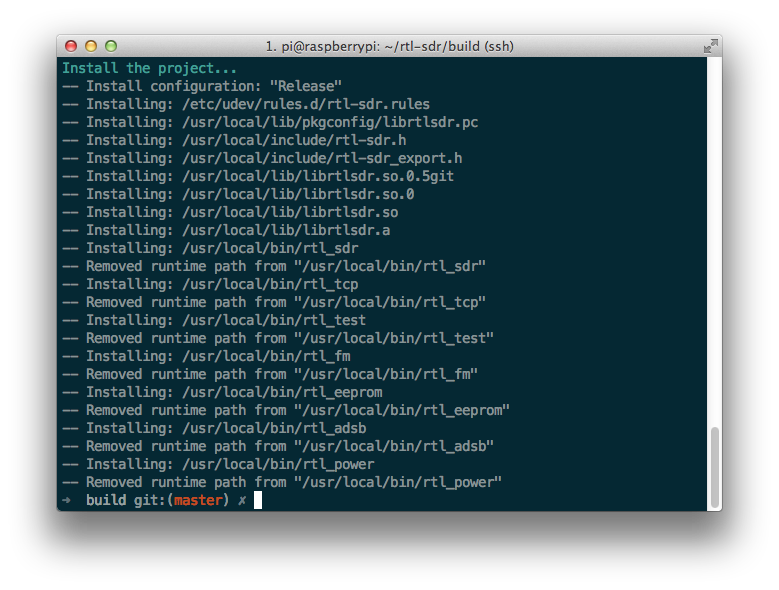 1. pi@raspberrypi: ~/rtl-sdr/build (ssh)
Install the project...
-- Install configuration: "Release"
-- Installing: /etc/udev/rules.d/rtl-sdr.rules
-- Installing: /usr/local/lib/pkgconfig/librtlsdr.pc
-- Installing: /usr/local/include/rtl-sdr.h
-- Installing: /usr/local/include/rtl-sdr_export.h
-- Installing: /usr/local/lib/librtlsdr.so.0.5git
-- Installing: /usr/local/lib/librtlsdr.so.0
-- Installing: /usr/local/lib/librtlsdr.so
-- Installing: /usr/local/lib/librtlsdr.a
-- Installing: /usr/local/bin/rtl_sdr
-- Removed runtime path from "/usr/local/bin/rtl_sdr"
-- Installing: /usr/local/bin/rtl_tcp
-- Removed runtime path from "/usr/local/bin/rtl_tcp"
-- Installing: /usr/local/bin/rtl_test
-- Removed runtime path from "/usr/local/bin/rtl_test"
-- Installing: /usr/local/bin/rtl_fm
-- Removed runtime path from "/usr/local/bin/rtl_fm"
-- Installing: /usr/local/bin/rtl_eeprom
-- Removed runtime path from "/usr/local/bin/rtl_eeprom"
-- Installing: /usr/local/bin/rtl_adsb
-- Removed runtime path from "/usr/local/bin/rtl_adsb"
-- Installing: /usr/local/bin/rtl_power
-- Removed runtime path from "/usr/local/bin/rtl_power"
➜  build git:(master) ✗